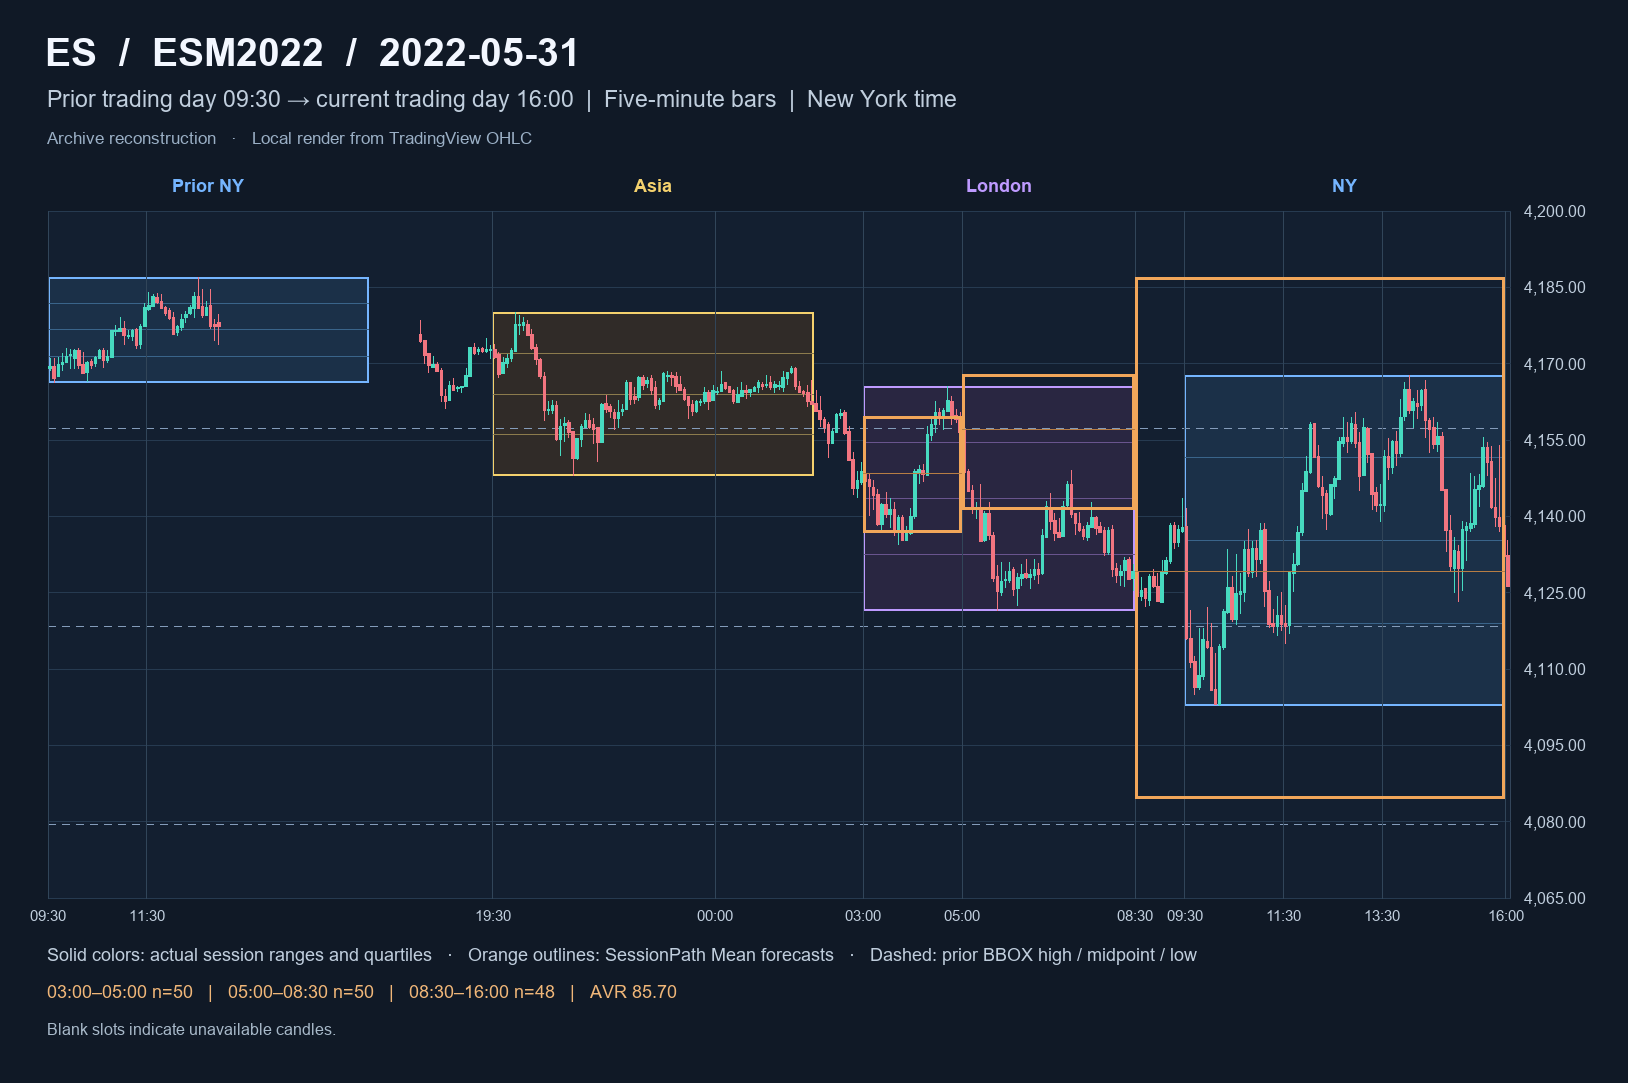 ES / ESM2022 / 2022-05-31
Prior trading day 09:30 → current trading day 16:00 | Five-minute bars | New York time
Archive reconstruction · Local render from TradingView OHLC
Prior NY Asia London NY
4,200.00
4,185.00
4,170.00
4,155.00
4,140.00
4,125.00
4,110.00
4,095.00
4,080.00
4,065.00
09:30 11:30 19:30 00:00 03:00 05:00 08:30 09:30 11:30 13:30 16:00
Solid colors: actual session ranges and quartiles · Orange outlines: SessionPath Mean forecasts · Dashed: prior BBOX high / midpoint / low
03:00–05:00 n=50 | 05:00–08:30 n=50 | 08:30–16:00 n=48 | AVR 85.70
Blank slots indicate unavailable candles.